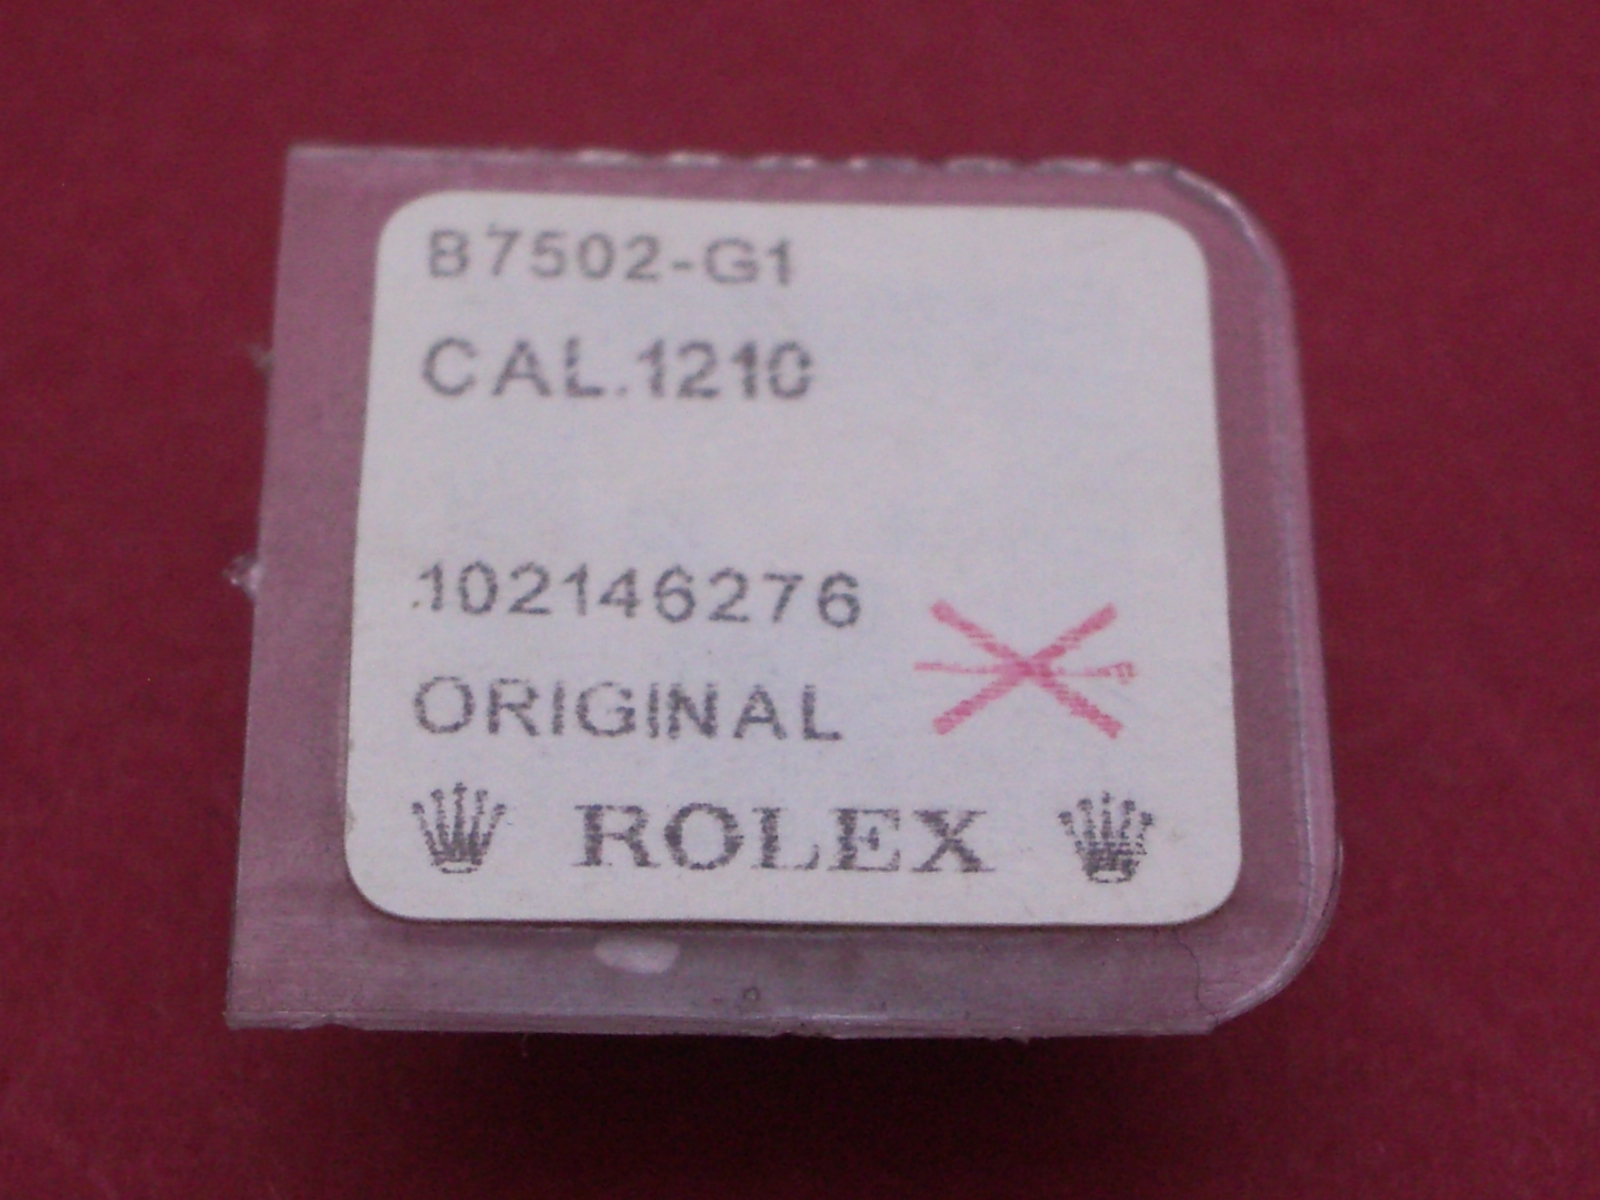 B7502-G1
CAL.1210
102146276
ORIGINAL
ROLEX